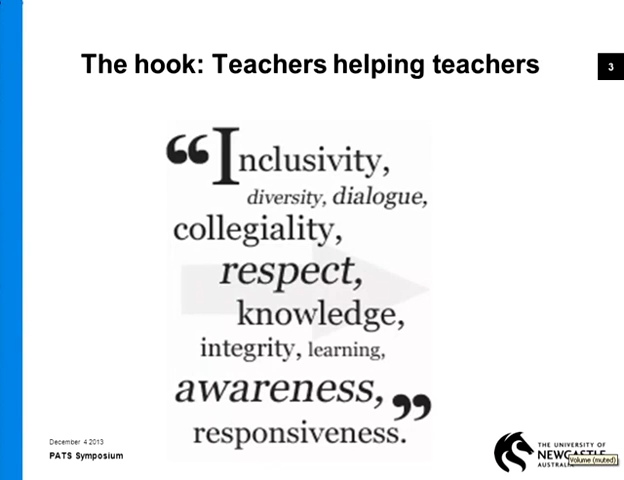 The hook: Teachers helping teachers
3
“Inclusivity,
diversity, dialogue,
collegiality,
respect,
knowledge,
integrity, learning,
awareness,”
responsiveness.
December 4 2013
PATS Symposium
THE UNIVERSITY OF
NEWCASTLE
AUSTRALIA
Volume (muted)